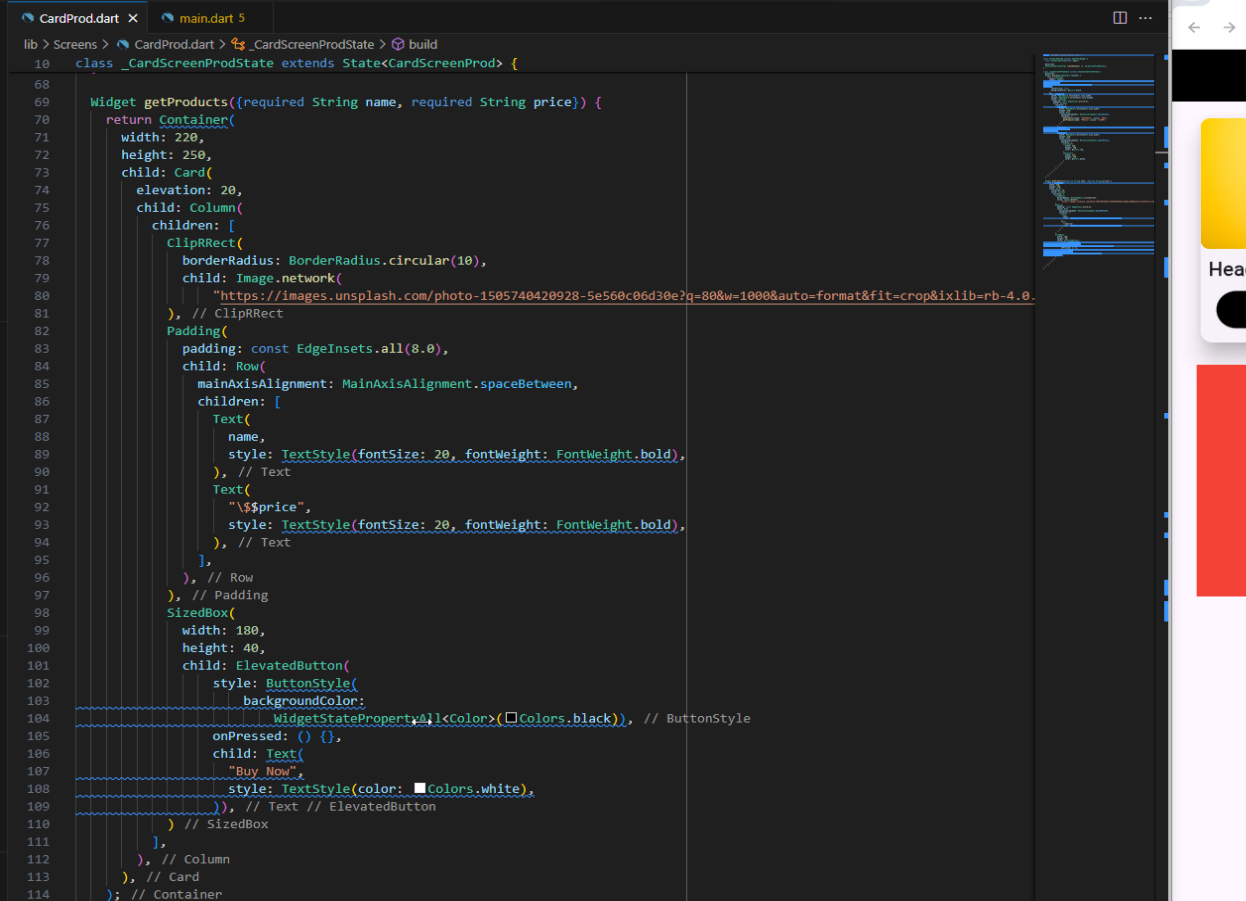 CardProd.dart
main.dart 5
lib > Screens > CardProd.dart > _CardScreenProdState > build
10 class _CardScreenProdState extends State<CardScreenProd> {
68
69 Widget getProducts({required String name, required String price}) {
70 return Container(
71 width: 220,
72 height: 250,
73 child: Card(
74 elevation: 20,
75 child: Column(
76 children: [
77 ClipRRect(
78 borderRadius: BorderRadius.circular(10),
79 child: Image.network(
80 "https://images.unsplash.com/photo-1505740420928-5e560c06d30e?q=80&w=1000&auto=format&fit=crop&ixlib=rb-4.0.
81 ), // ClipRRect
82 Padding(
83 padding: const EdgeInsets.all(8.0),
84 child: Row(
85 mainAxisAlignment: MainAxisAlignment.spaceBetween,
86 children: [
87 Text(
88 name,
89 style: TextStyle(fontSize: 20, fontWeight: FontWeight.bold),
90 ), // Text
91 Text(
92 "\$$price",
93 style: TextStyle(fontSize: 20, fontWeight: FontWeight.bold),
94 ), // Text
95 ],
96 ), // Row
97 ), // Padding
98 SizedBox(
99 width: 180,
100 height: 40,
101 child: ElevatedButton(
102 style: ButtonStyle(
103 backgroundColor:
104 WidgetStatePropertyAll<Color>(Colors.black)), // ButtonStyle
105 onPressed: () {},
106 child: Text(
107 "Buy Now",
108 style: TextStyle(color: Colors.white),
109 )), // Text // ElevatedButton
110 ) // SizedBox
111 ],
112 ), // Column
113 ), // Card
114 ); // Container
Hea